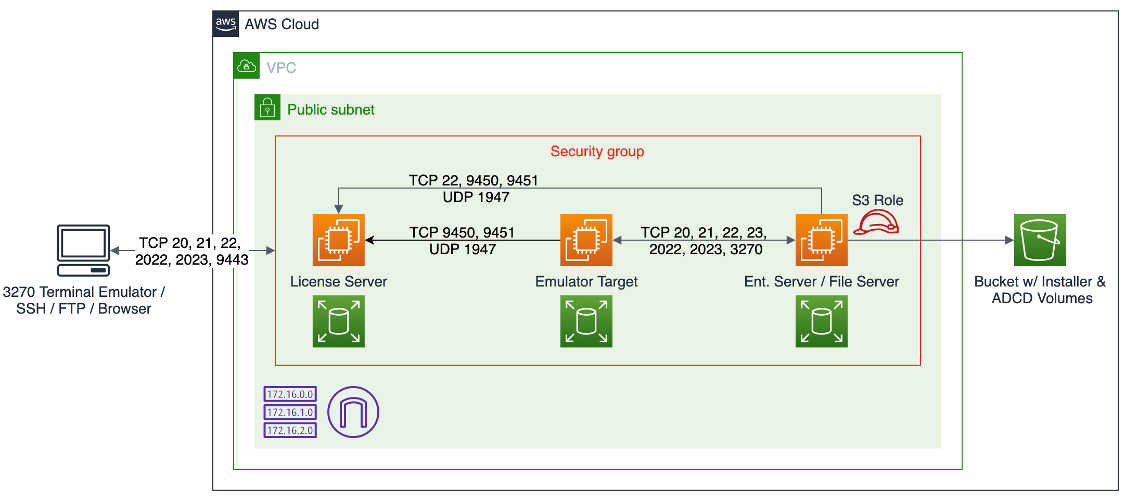 aws
AWS Cloud
VPC
Public subnet
Security group
TCP 22, 9450, 9451
UDP 1947
S3 Role
TCP 20, 21, 22,
2022, 2023, 9443
TCP 9450, 9451
UDP 1947
TCP 20, 21, 22, 23,
2022, 2023, 3270
3270 Terminal Emulator /
SSH / FTP / Browser
License Server
Emulator Target
Ent. Server / File Server
Bucket w/ Installer &
ADCD Volumes
172.16.0.0
172.16.1.0
172.16.2.0